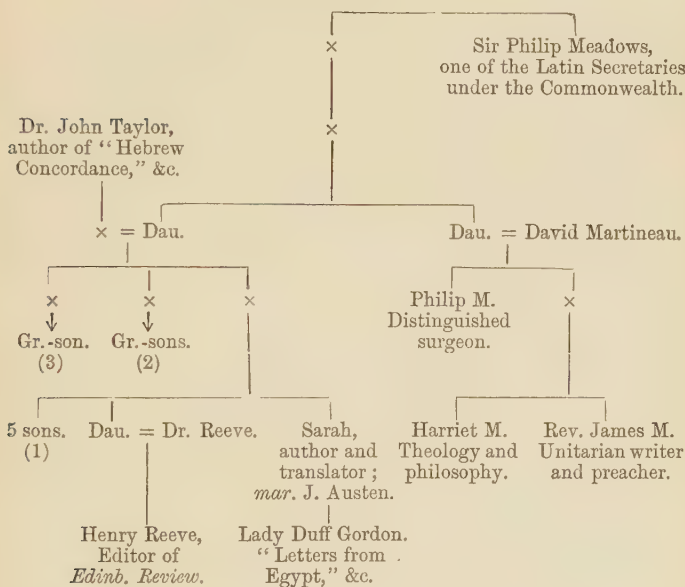 ×
Sir Philip Meadows,
one of the Latin Secretaries
under the Commonwealth.
×
Dr. John Taylor,
author of “Hebrew
Concordance,” &c.
× = Dau.
Dau. = David Martineau.
×
×
×
Philip M.
Distinguished
surgeon.
×
Gr.-son.
(3)
Gr.-sons.
(2)
5 sons.
(1)
Dau. = Dr. Reeve.
Sarah,
author and
translator;
mar. J. Austen.
Harriet M.
Theology and
philosophy.
Rev. James M.
Unitarian writer
and preacher.
Henry Reeve,
Editor of
Edinb. Review.
Lady Duff Gordon.
“Letters from
Egypt,” &c.